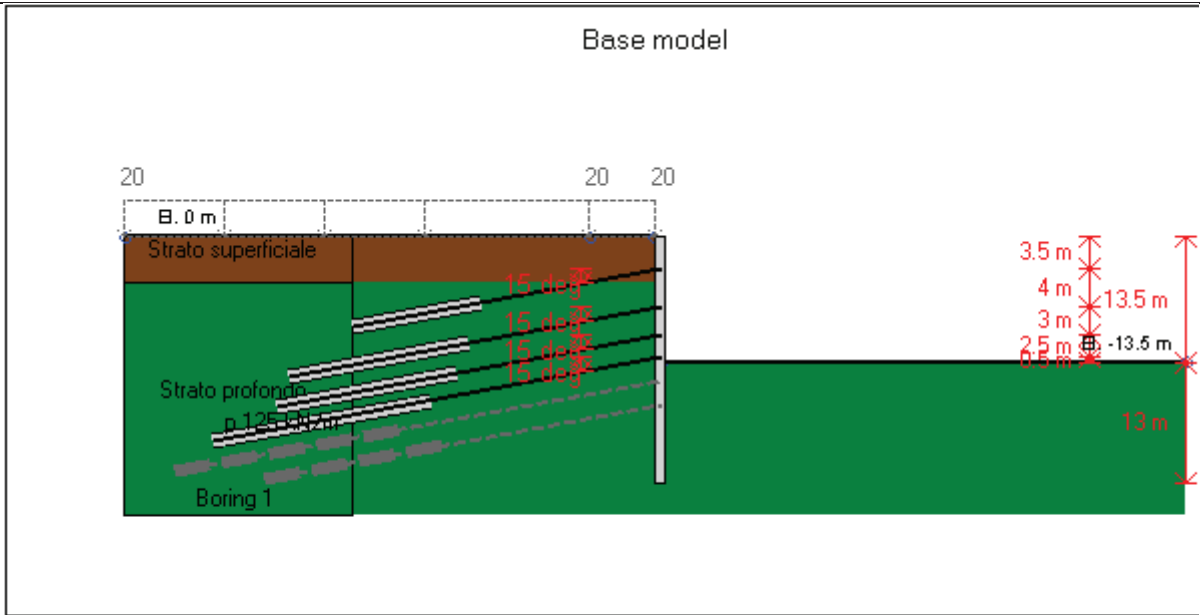 Base model
20 20 20
El. 0 m
Strato superficiale
3.5 m
15 deg
4 m
13.5 m
15 deg
3 m
15 deg
2.5 m
El. -13.5 m
0.5 m
15 deg
Strato profondo
13 m
Boring 1